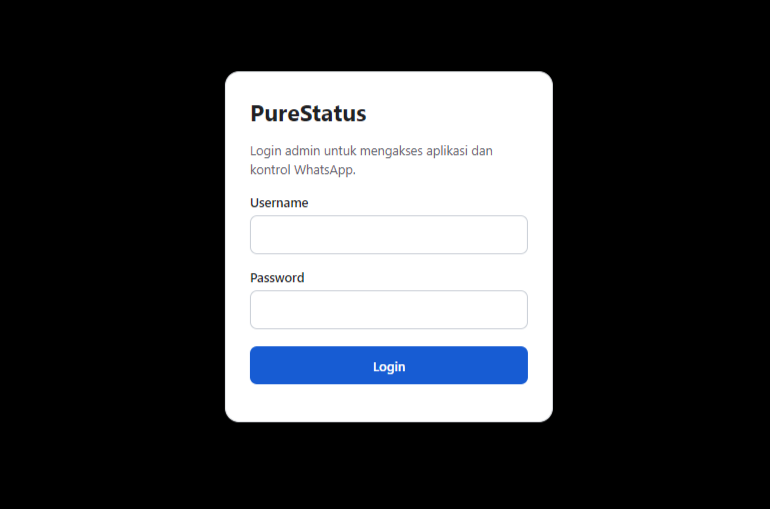 PureStatus
Login admin untuk mengakses aplikasi dan
kontrol WhatsApp.
Username
Password
Login